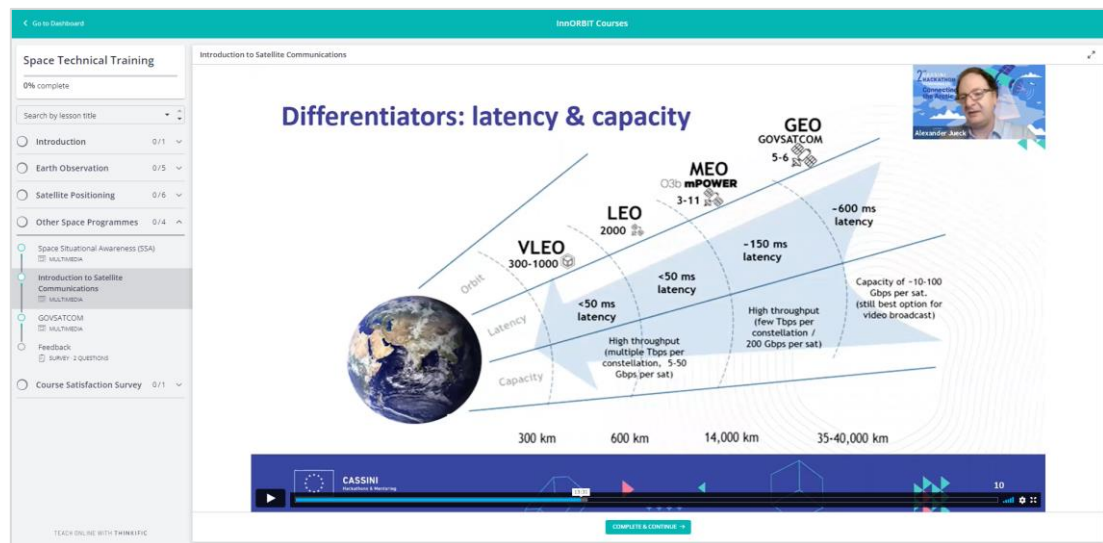 Go to Dashboard
InnORBIT Courses
Space Technical Training
0% complete
Search by lesson title
Introduction 0/1
Earth Observation 0/5
Satellite Positioning 0/6
Other Space Programmes 0/4
Space Situational Awareness (SSA)
MULTIMEDIA
Introduction to Satellite
Communications
MULTIMEDIA
GOVSATCOM
MULTIMEDIA
Feedback
SURVEY · 2 QUESTIONS
Course Satisfaction Survey 0/1
TEACH ONLINE WITH THINKIFIC
Introduction to Satellite Communications
Differentiators: latency & capacity
2nd CASSINI
HACKATHON
Connecting
the Arctic
Alexander Jueck
GEO
GOVSATCOM
5-6
MEO
O3b mPOWER
3-11
LEO
2000
VLEO
300-1000
Orbit
Latency
Capacity
<50 ms
latency
<50 ms
latency
~150 ms
latency
~600 ms
latency
High throughput
(multiple Tbps per
constellation, 5-50
Gbps per sat)
High throughput
(few Tbps per
constellation /
200 Gbps per sat)
Capacity of ~10-100
Gbps per sat.
(still best option for
video broadcast)
300 km
600 km
14,000 km
35-40,000 km
CASSINI
Hackathons & Mentoring
10
COMPLETE & CONTINUE →